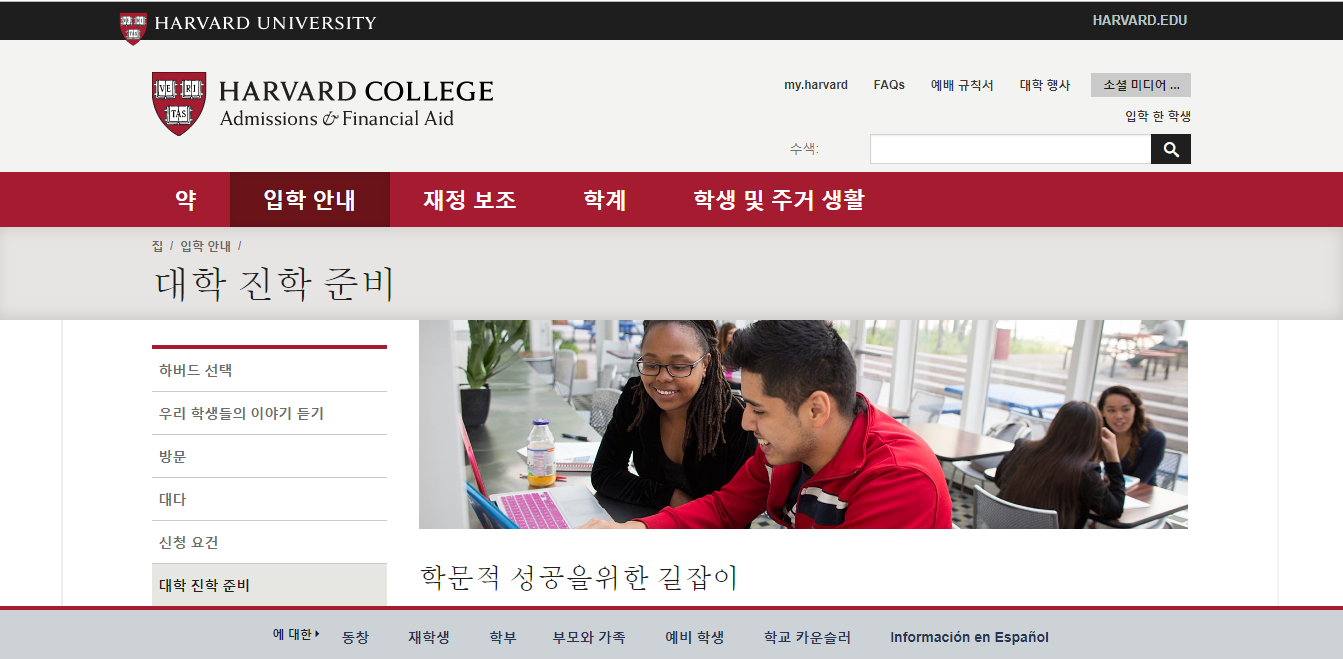 HARVARD UNIVERSITY
HARVARD.EDU
VE RI TAS
HARVARD COLLEGE
Admissions & Financial Aid
my.harvard FAQs 예배 규칙서 대학 행사 소셜 미디어 ...
입학 한 학생
수색:
약 입학 안내 재정 보조 학계 학생 및 주거 생활
집 / 입학 안내 /
대학 진학 준비
하버드 선택
우리 학생들의 이야기 듣기
방문
대다
신청 요건
대학 진학 준비
학문적 성공을위한 길잡이
에 대한 동창 재학생 학부 부모와 가족 예비 학생 학교 카운슬러 Información en Español